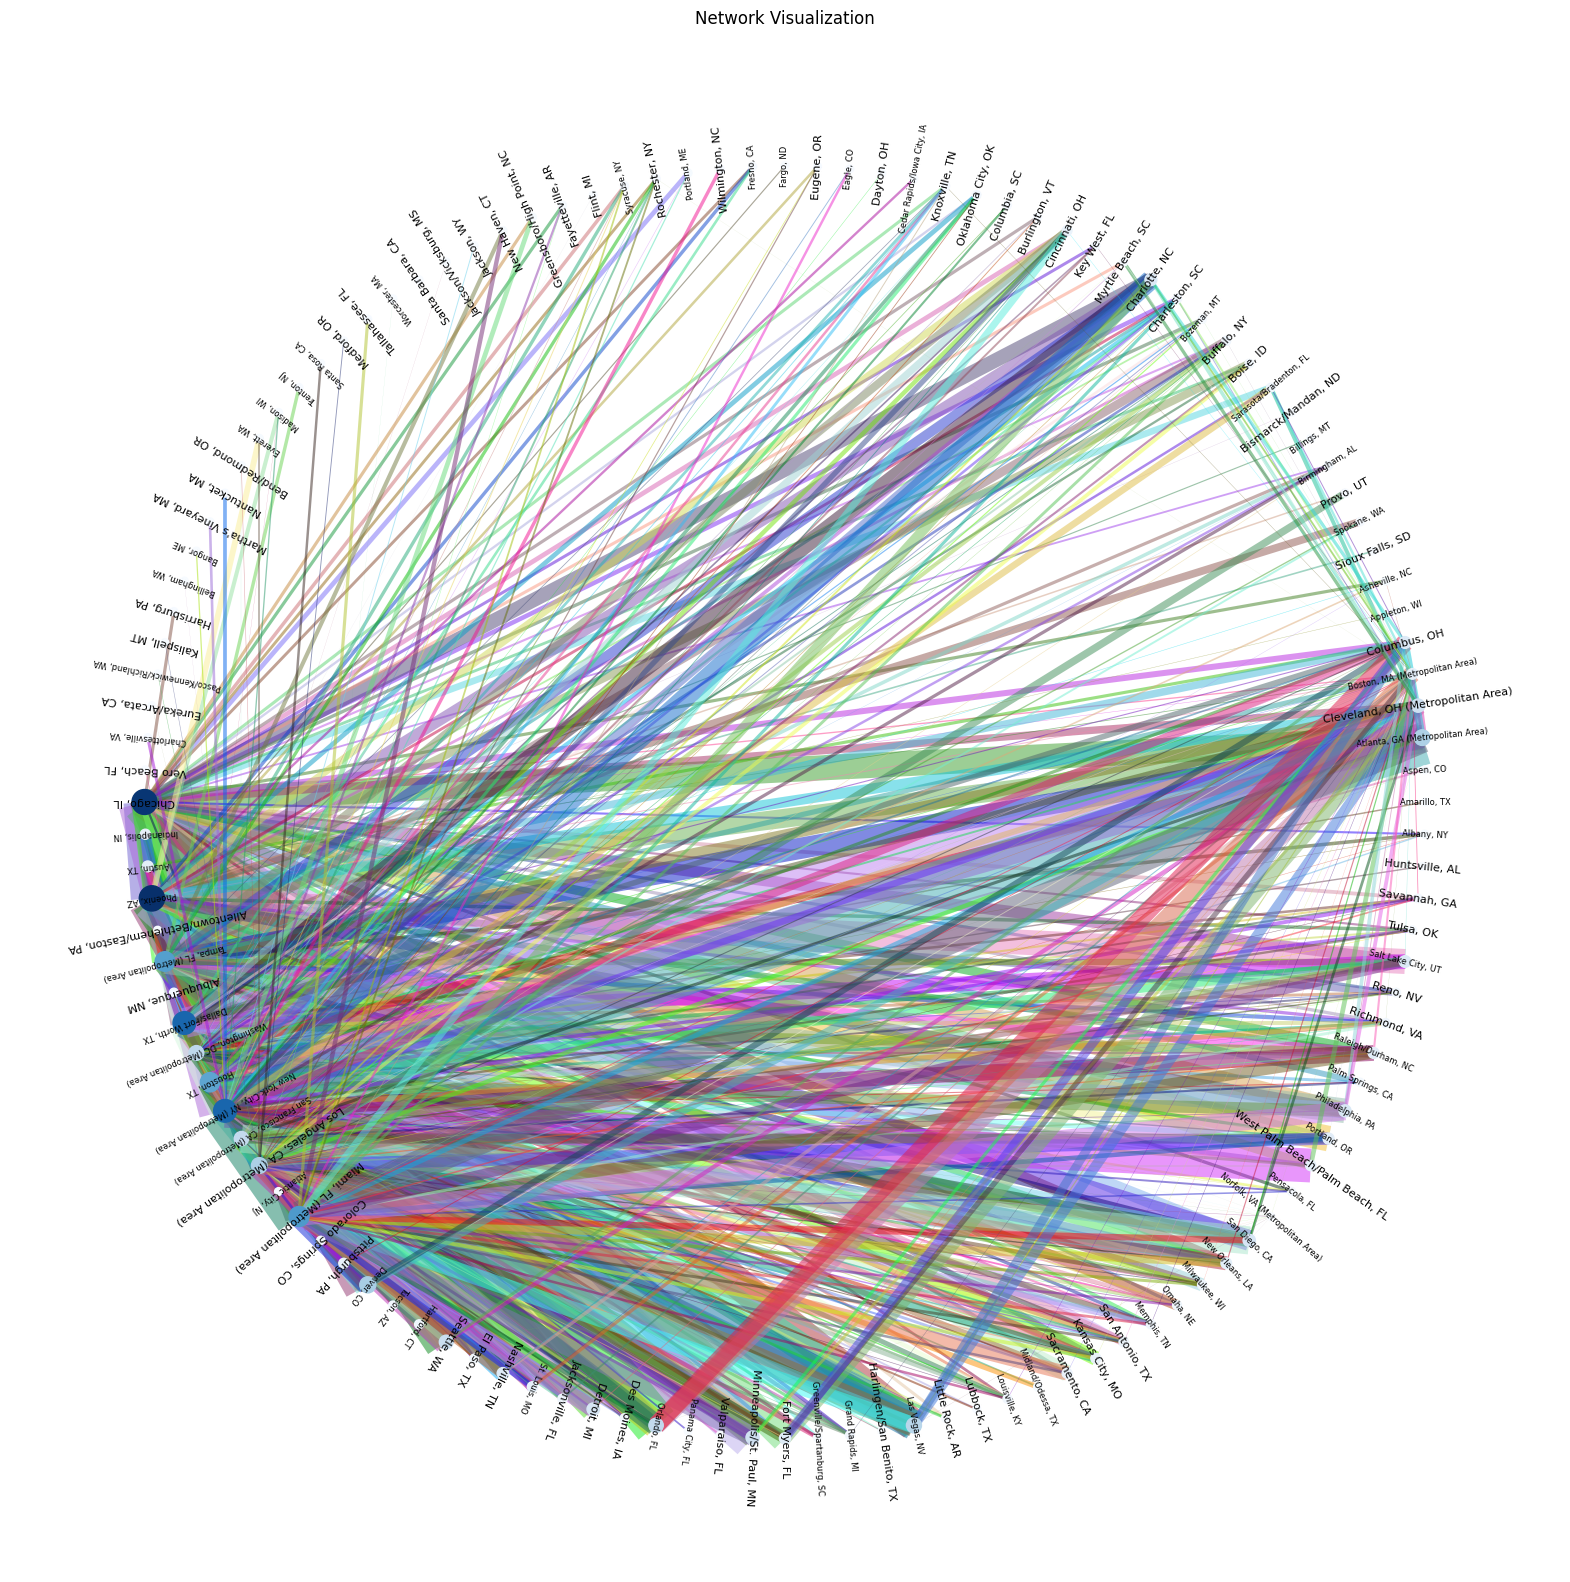 Network Visualization
Aspen, CO
Atlanta, GA (Metropolitan Area)
Cleveland, OH (Metropolitan Area)
Boston, MA (Metropolitan Area)
Columbus, OH
Appleton, WI
Asheville, NC
Sioux Falls, SD
Spokane, WA
Provo, UT
Birmingham, AL
Billings, MT
Bismarck/Mandan, ND
Sarasota/Bradenton, FL
Boise, ID
Buffalo, NY
Bozeman, MT
Charleston, SC
Charlotte, NC
Myrtle Beach, SC
Key West, FL
Cincinnati, OH
Burlington, VT
Columbia, SC
Oklahoma City, OK
Knoxville, TN
Cedar Rapids/Iowa City, IA
Dayton, OH
Eagle, CO
Eugene, OR
Fargo, ND
Fresno, CA
Wilmington, NC
Portland, ME
Rochester, NY
Syracuse, NY
Flint, MI
Fayetteville, AR
Greensboro/High Point, NC
New Haven, CT
Jackson, WY
Jackson/Vicksburg, MS
Santa Barbara, CA
Worcester, MA
Tallahassee, FL
Medford, OR
Santa Rosa, CA
Trenton, NJ
Madison, WI
Everett, WA
Bend/Redmond, OR
Nantucket, MA
Martha's Vineyard, MA
Bangor, ME
Bellingham, WA
Harrisburg, PA
Kalispell, MT
Pasco/Kennewick/Richland, WA
Eureka/Arcata, CA
Charlottesville, VA
Vero Beach, FL
Chicago, IL
Indianapolis, IN
Austin, TX
Phoenix, AZ
Allentown/Bethlehem/Easton, PA
Tampa, FL (Metropolitan Area)
Albuquerque, NM
Dallas/Fort Worth, TX
Washington, DC (Metropolitan Area)
Houston, TX
New York City, NY (Metropolitan Area)
San Francisco, CA (Metropolitan Area)
Los Angeles, CA (Metropolitan Area)
Atlantic City, NJ
Miami, FL (Metropolitan Area)
Colorado Springs, CO
Pittsburgh, PA
Denver, CO
Tucson, AZ
Hartford, CT
Seattle, WA
El Paso, TX
Nashville, TN
St. Louis, MO
Jacksonville, FL
Detroit, MI
Des Moines, IA
Orlando, FL
Panama City, FL
Valparaiso, FL
Minneapolis/St. Paul, MN
Fort Myers, FL
Greenville/Spartanburg, SC
Grand Rapids, MI
Harlingen/San Benito, TX
Las Vegas, NV
Little Rock, AR
Lubbock, TX
Louisville, KY
Midland/Odessa, TX
Sacramento, CA
Kansas City, MO
San Antonio, TX
Memphis, TN
Omaha, NE
Milwaukee, WI
New Orleans, LA
San Diego, CA
Norfolk, VA (Metropolitan Area)
Pensacola, FL
West Palm Beach/Palm Beach, FL
Portland, OR
Philadelphia, PA
Palm Springs, CA
Raleigh/Durham, NC
Richmond, VA
Reno, NV
Salt Lake City, UT
Tulsa, OK
Savannah, GA
Huntsville, AL
Albany, NY
Amarillo, TX